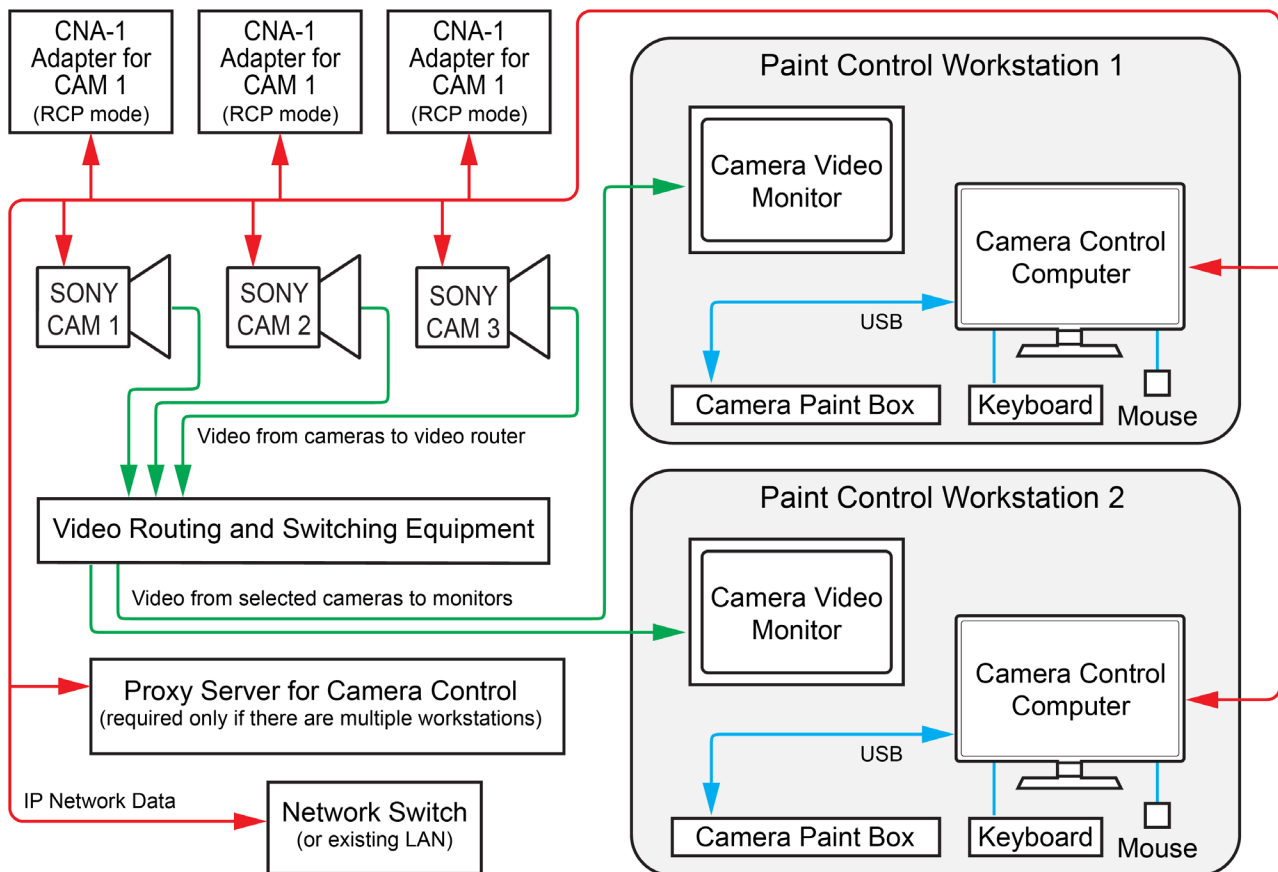 CNA-1
Adapter for
CAM 1
(RCP mode)
CNA-1
Adapter for
CAM 1
(RCP mode)
CNA-1
Adapter for
CAM 1
(RCP mode)
SONY
CAM 1
SONY
CAM 2
SONY
CAM 3
Video from cameras to video router
Video Routing and Switching Equipment
Video from selected cameras to monitors
Proxy Server for Camera Control
(required only if there are multiple workstations)
IP Network Data
Network Switch
(or existing LAN)
Paint Control Workstation 1
Camera Video
Monitor
Camera Control
Computer
USB
Camera Paint Box
Keyboard
Mouse
Paint Control Workstation 2
Camera Video
Monitor
Camera Control
Computer
USB
Camera Paint Box
Keyboard
Mouse